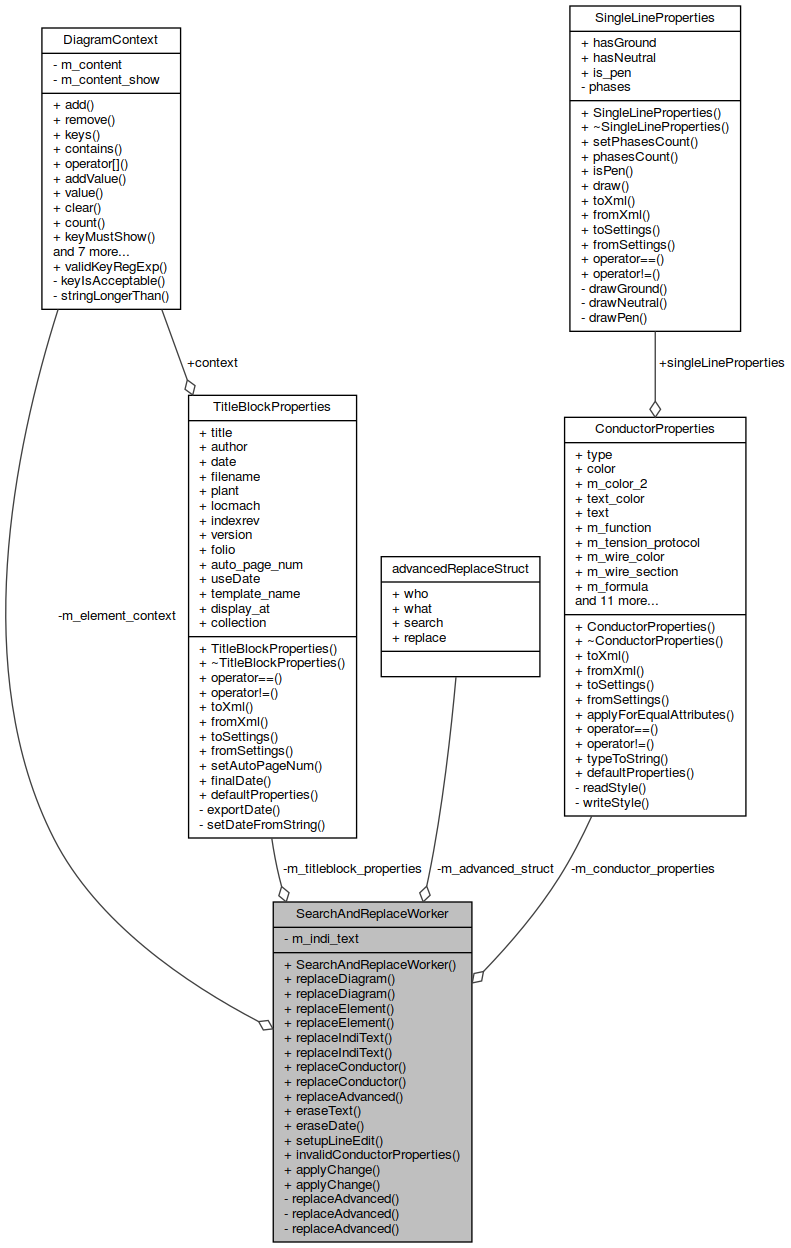 DiagramContext
- m_content
- m_content_show
+ add()
+ remove()
+ keys()
+ contains()
+ operator[]()
+ addValue()
+ value()
+ clear()
+ count()
+ keyMustShow()
and 7 more...
+ validKeyRegExp()
- keyIsAcceptable()
- stringLongerThan()
SingleLineProperties
+ hasGround
+ hasNeutral
+ is_pen
- phases
+ SingleLineProperties()
+ ~SingleLineProperties()
+ setPhasesCount()
+ phasesCount()
+ isPen()
+ draw()
+ toXml()
+ fromXml()
+ toSettings()
+ fromSettings()
+ operator==()
+ operator!=()
- drawGround()
- drawNeutral()
- drawPen()
+context
+singleLineProperties
TitleBlockProperties
+ title
+ author
+ date
+ filename
+ plant
+ locmach
+ indexrev
+ version
+ folio
+ auto_page_num
+ useDate
+ template_name
+ display_at
+ collection
+ TitleBlockProperties()
+ ~TitleBlockProperties()
+ operator==()
+ operator!=()
+ toXml()
+ fromXml()
+ toSettings()
+ fromSettings()
+ setAutoPageNum()
+ finalDate()
+ defaultProperties()
- exportDate()
- setDateFromString()
advancedReplaceStruct
+ who
+ what
+ search
+ replace
ConductorProperties
+ type
+ color
+ m_color_2
+ text_color
+ text
+ m_function
+ m_tension_protocol
+ m_wire_color
+ m_wire_section
+ m_formula
and 11 more...
+ ConductorProperties()
+ ~ConductorProperties()
+ toXml()
+ fromXml()
+ toSettings()
+ fromSettings()
+ applyForEqualAttributes()
+ operator==()
+ operator!=()
+ typeToString()
+ defaultProperties()
- readStyle()
- writeStyle()
-m_element_context
-m_titleblock_properties
-m_advanced_struct
-m_conductor_properties
SearchAndReplaceWorker
- m_indi_text
+ SearchAndReplaceWorker()
+ replaceDiagram()
+ replaceDiagram()
+ replaceElement()
+ replaceElement()
+ replaceIndiText()
+ replaceIndiText()
+ replaceConductor()
+ replaceConductor()
+ replaceAdvanced()
+ eraseText()
+ eraseDate()
+ setupLineEdit()
+ invalidConductorProperties()
+ applyChange()
+ applyChange()
- replaceAdvanced()
- replaceAdvanced()
- replaceAdvanced()